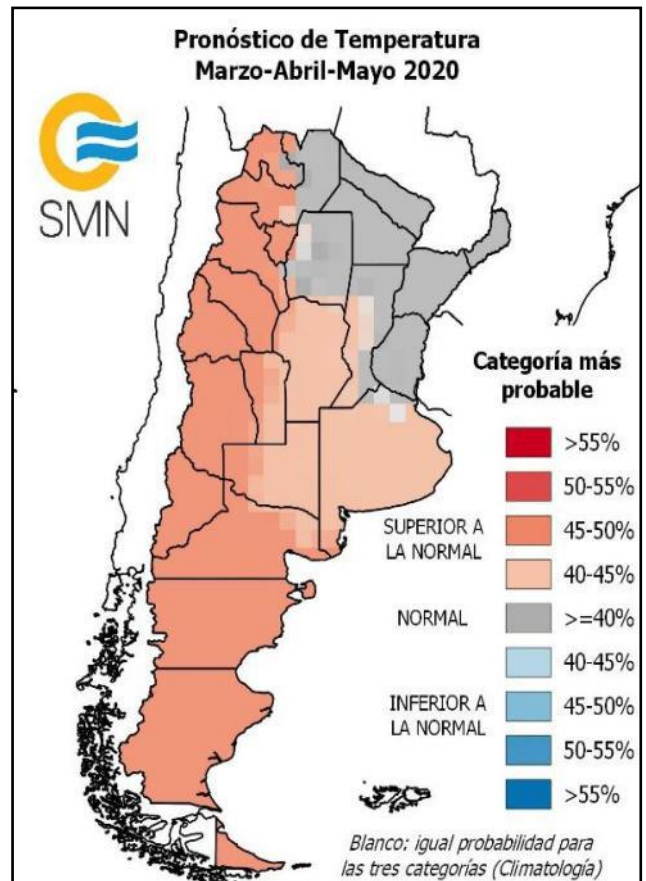 Pronóstico de Temperatura
Marzo-Abril-Mayo 2020
SMN
Categoría más
probable
>55%
50-55%
SUPERIOR A
LA NORMAL
45-50%
40-45%
NORMAL
>=40%
40-45%
INFERIOR A
LA NORMAL
45-50%
50-55%
>55%
Blanco: igual probabilidad para
las tres categorías (Climatología)